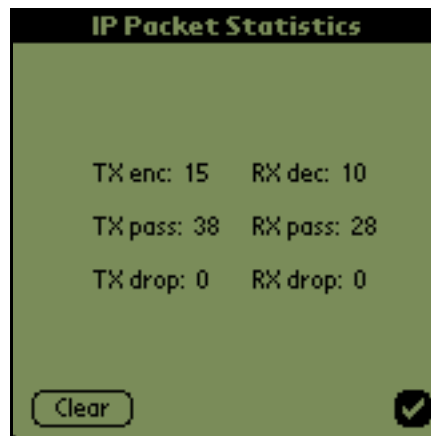 IP Packet Statistics
TX enc: 15 RX dec: 10
TX pass: 38 RX pass: 28
TX drop: 0 RX drop: 0
Clear